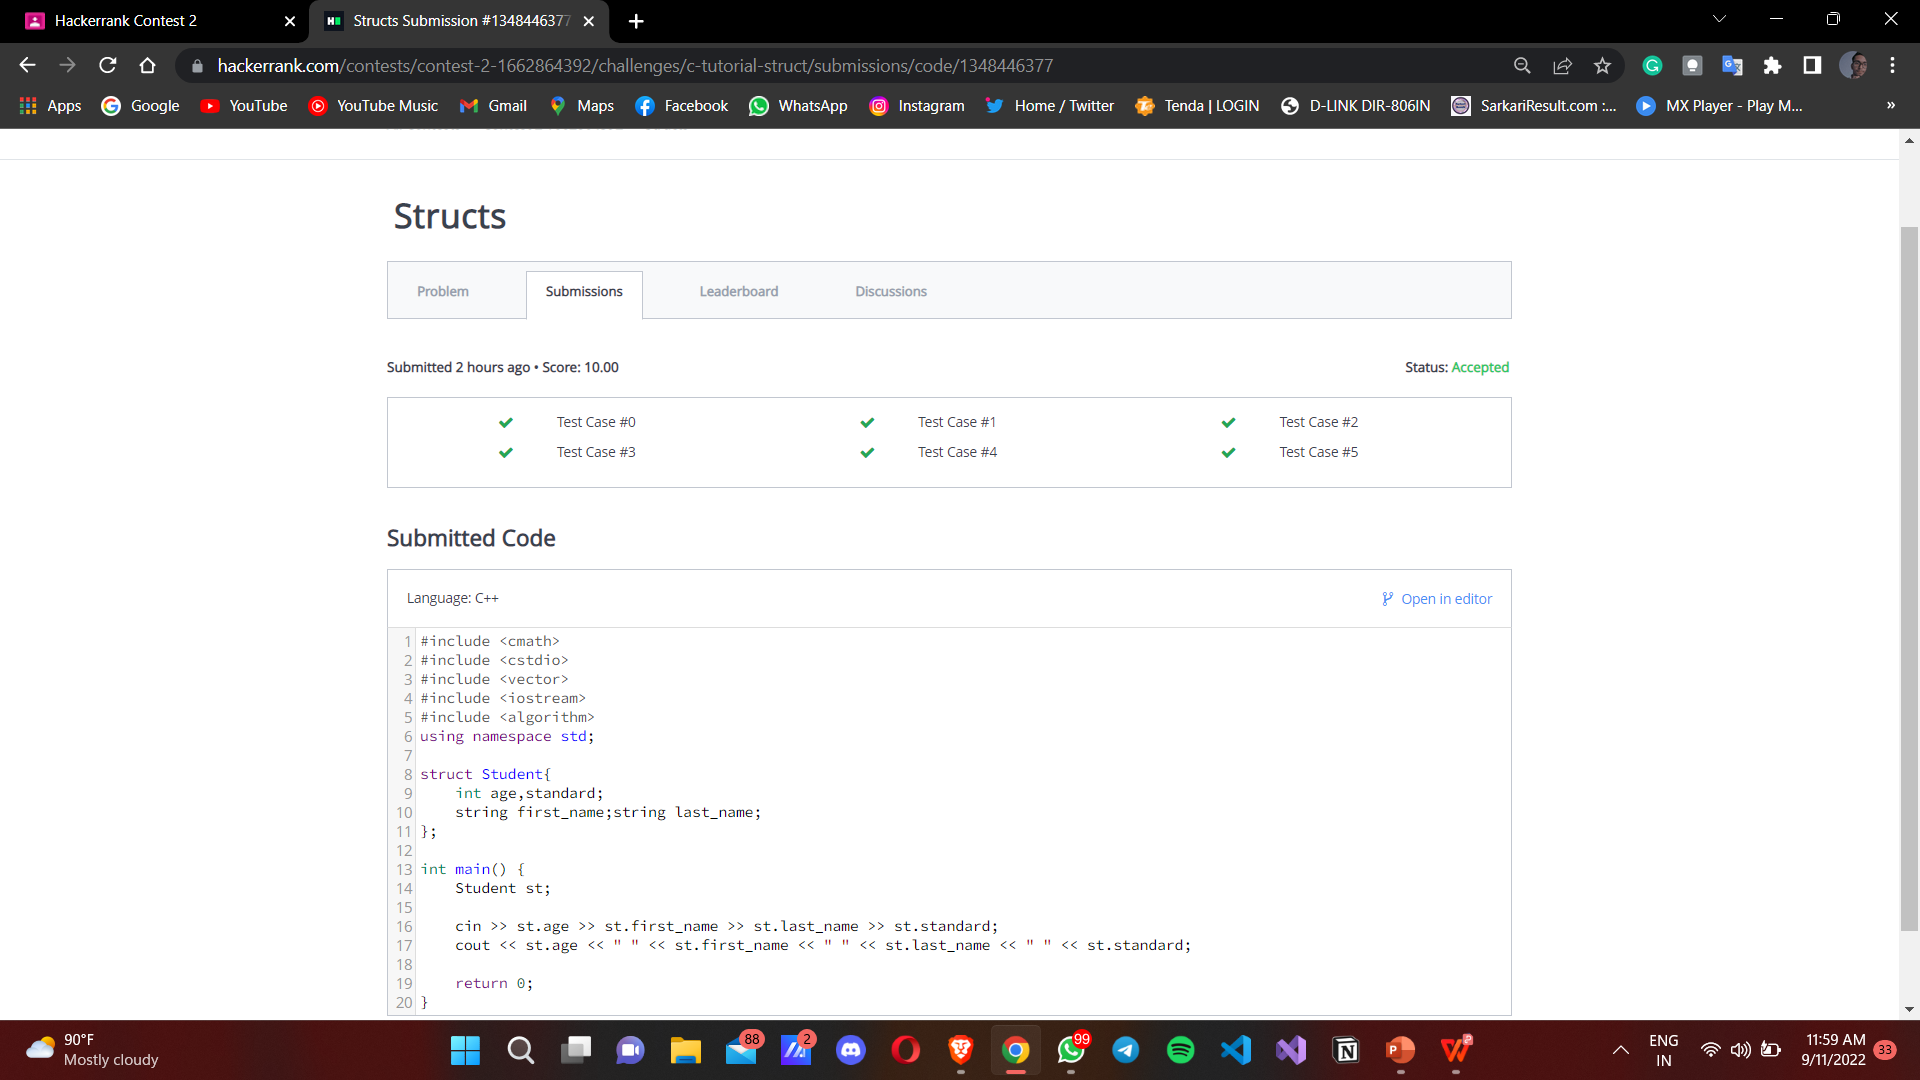 Hackerrank Contest 2
Structs Submission #1348446377
hackerrank.com/contests/contest-2-1662864392/challenges/c-tutorial-struct/submissions/code/1348446377
Apps Google YouTube YouTube Music Gmail Maps Facebook WhatsApp Instagram Home / Twitter Tenda | LOGIN D-LINK DIR-806IN SarkariResult.com :... MX Player - Play M... »
Structs
Problem Submissions Leaderboard Discussions
Submitted 2 hours ago • Score: 10.00 Status: Accepted
Test Case #0 Test Case #1 Test Case #2
Test Case #3 Test Case #4 Test Case #5
Submitted Code
Language: C++ Open in editor
1 #include <cmath>
2 #include <cstdio>
3 #include <vector>
4 #include <iostream>
5 #include <algorithm>
6 using namespace std;
7
8 struct Student{
9 int age,standard;
10 string first_name;string last_name;
11 };
12
13 int main() {
14 Student st;
15
16 cin >> st.age >> st.first_name >> st.last_name >> st.standard;
17 cout << st.age << " " << st.first_name << " " << st.last_name << " " << st.standard;
18
19 return 0;
20 }
90°F
Mostly cloudy
88
2
99
2
ENG
IN
11:59 AM
9/11/2022
33